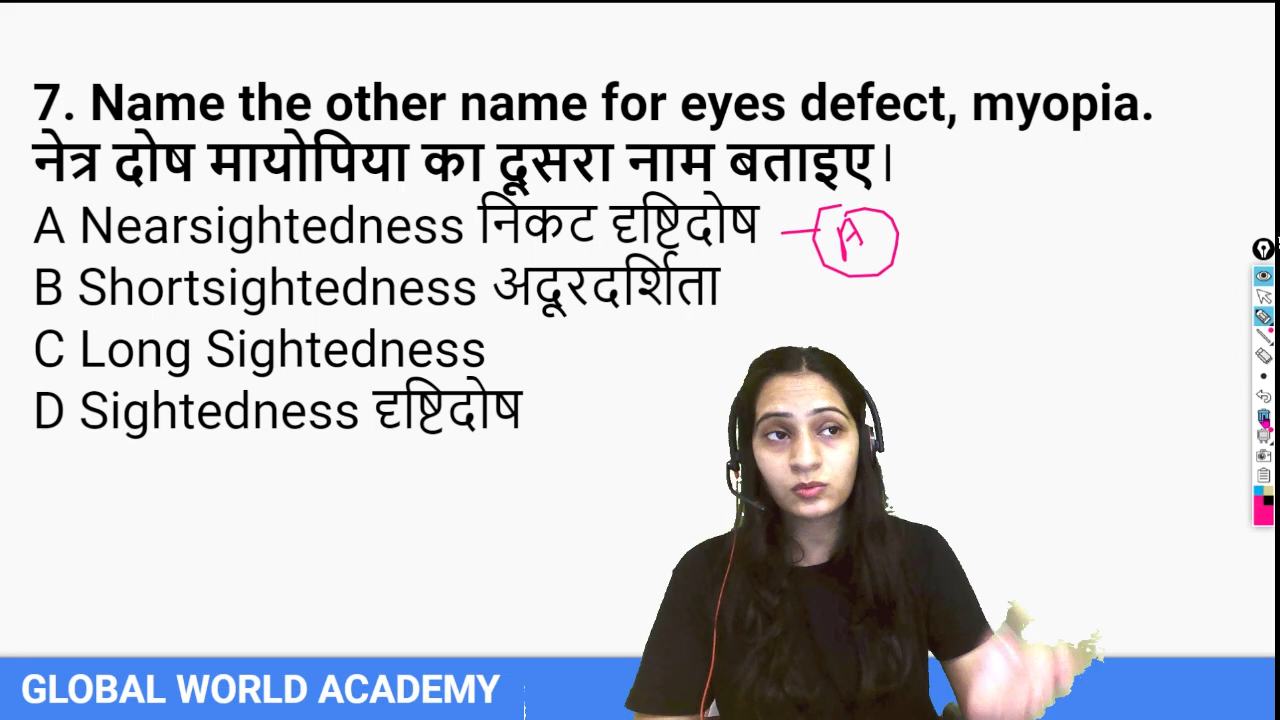 7. Name the other name for eyes defect, myopia.
नेत्र दोष मायोपिया का दूसरा नाम बताइए।
A Nearsightedness निकट दृष्टिदोष
A
B Shortsightedness अदूरदर्शिता
C Long Sightedness
D Sightedness दृष्टिदोष
GLOBAL WORLD ACADEMY